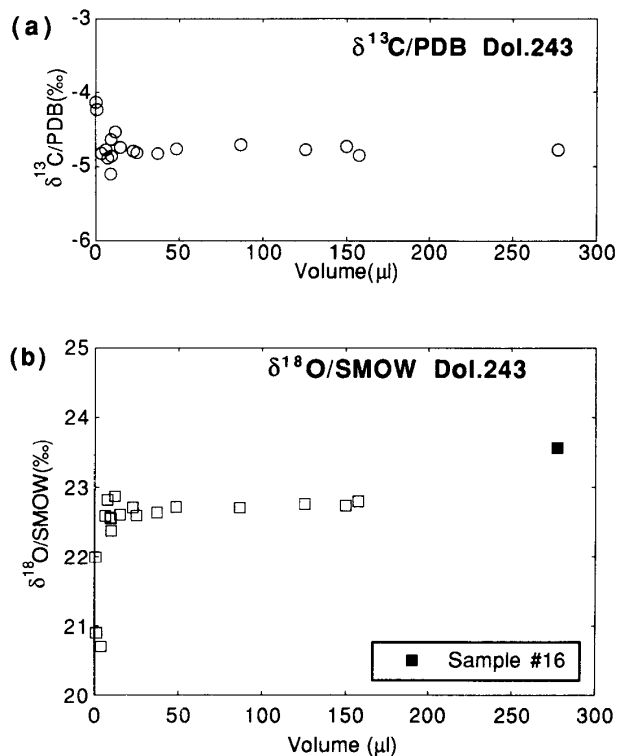 (a)
δ¹³C/PDB Dol.243
δ¹³C/PDB(‰)
-3
-4
-5
-6
0 50 100 150 200 250 300
Volume(μl)
(b)
δ¹⁸O/SMOW Dol.243
δ¹⁸O/SMOW(‰)
25
24
23
22
21
20
Sample #16
0 50 100 150 200 250 300
Volume (μl)